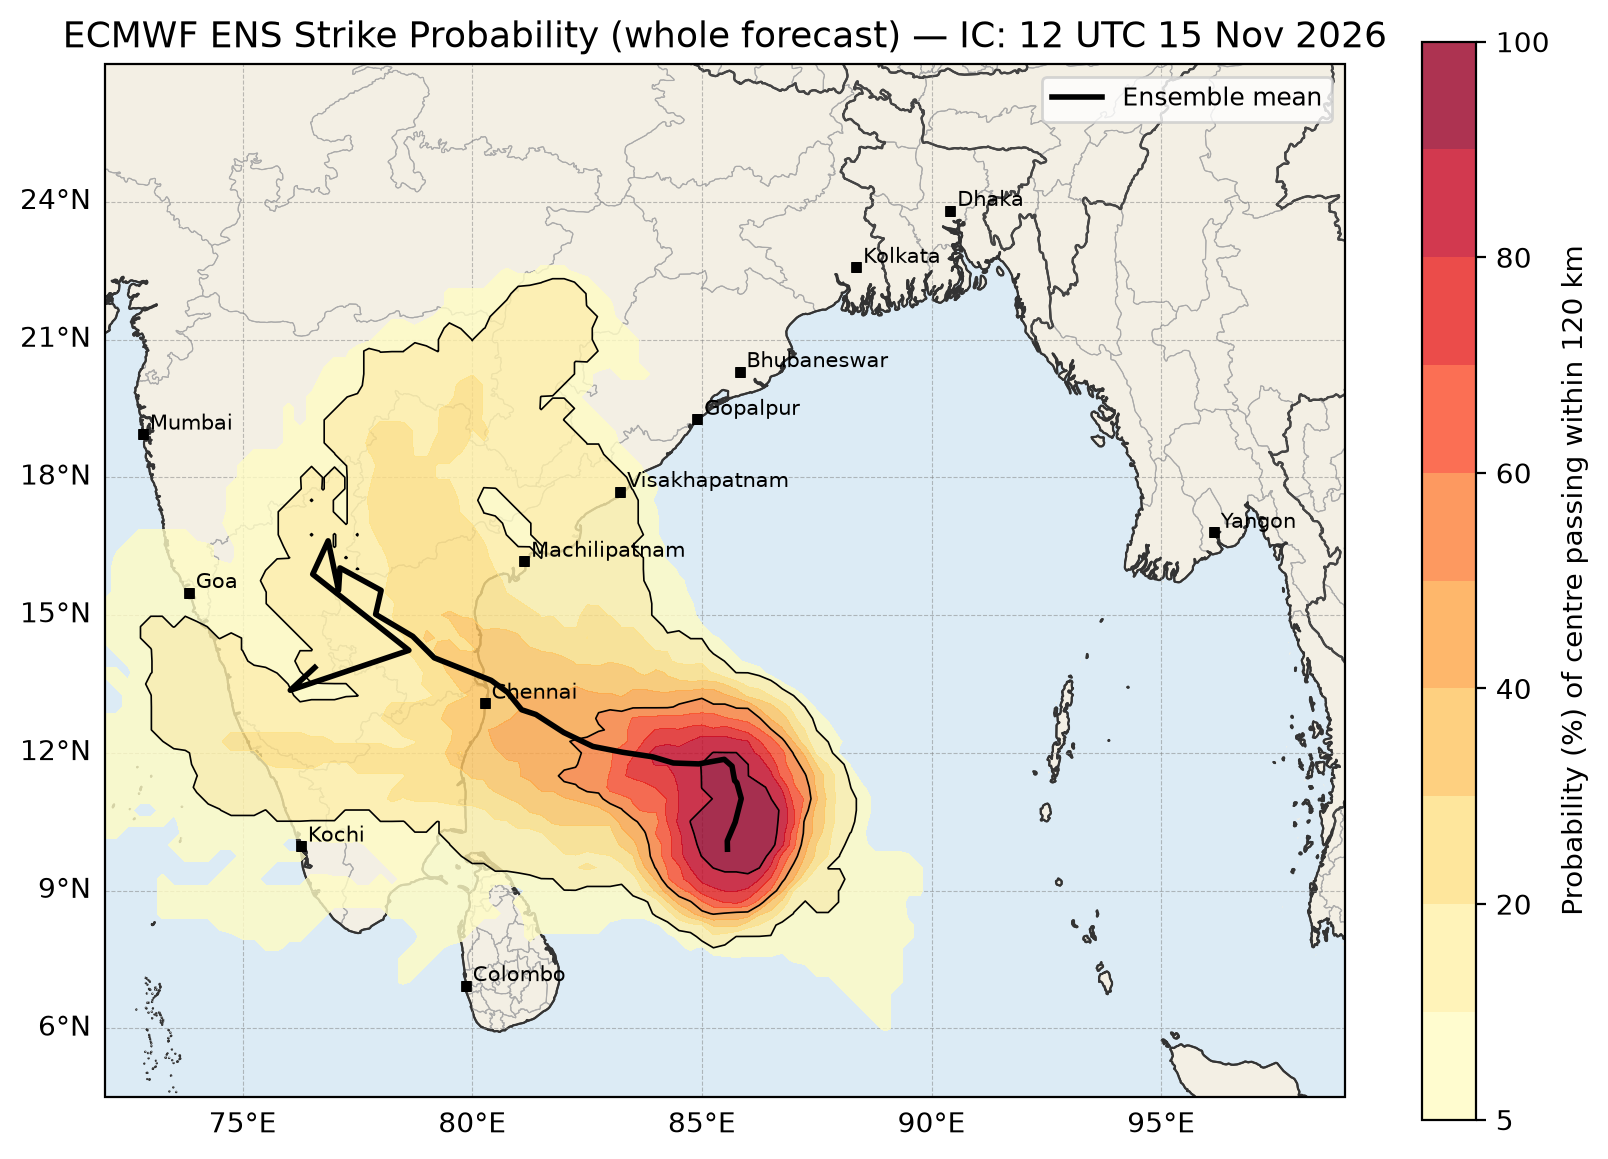 ECMWF ENS Strike Probability (whole forecast) — IC: 12 UTC 15 Nov 2026
Ensemble mean
100
80
60
40
20
5
Probability (%) of centre passing within 120 km
24°N
21°N
18°N
15°N
12°N
9°N
6°N
75°E
80°E
85°E
90°E
95°E
Dhaka
Kolkata
Bhubaneswar
Gopalpur
Mumbai
Visakhapatnam
Yangon
Machilipatnam
Goa
Chennai
Kochi
Colombo